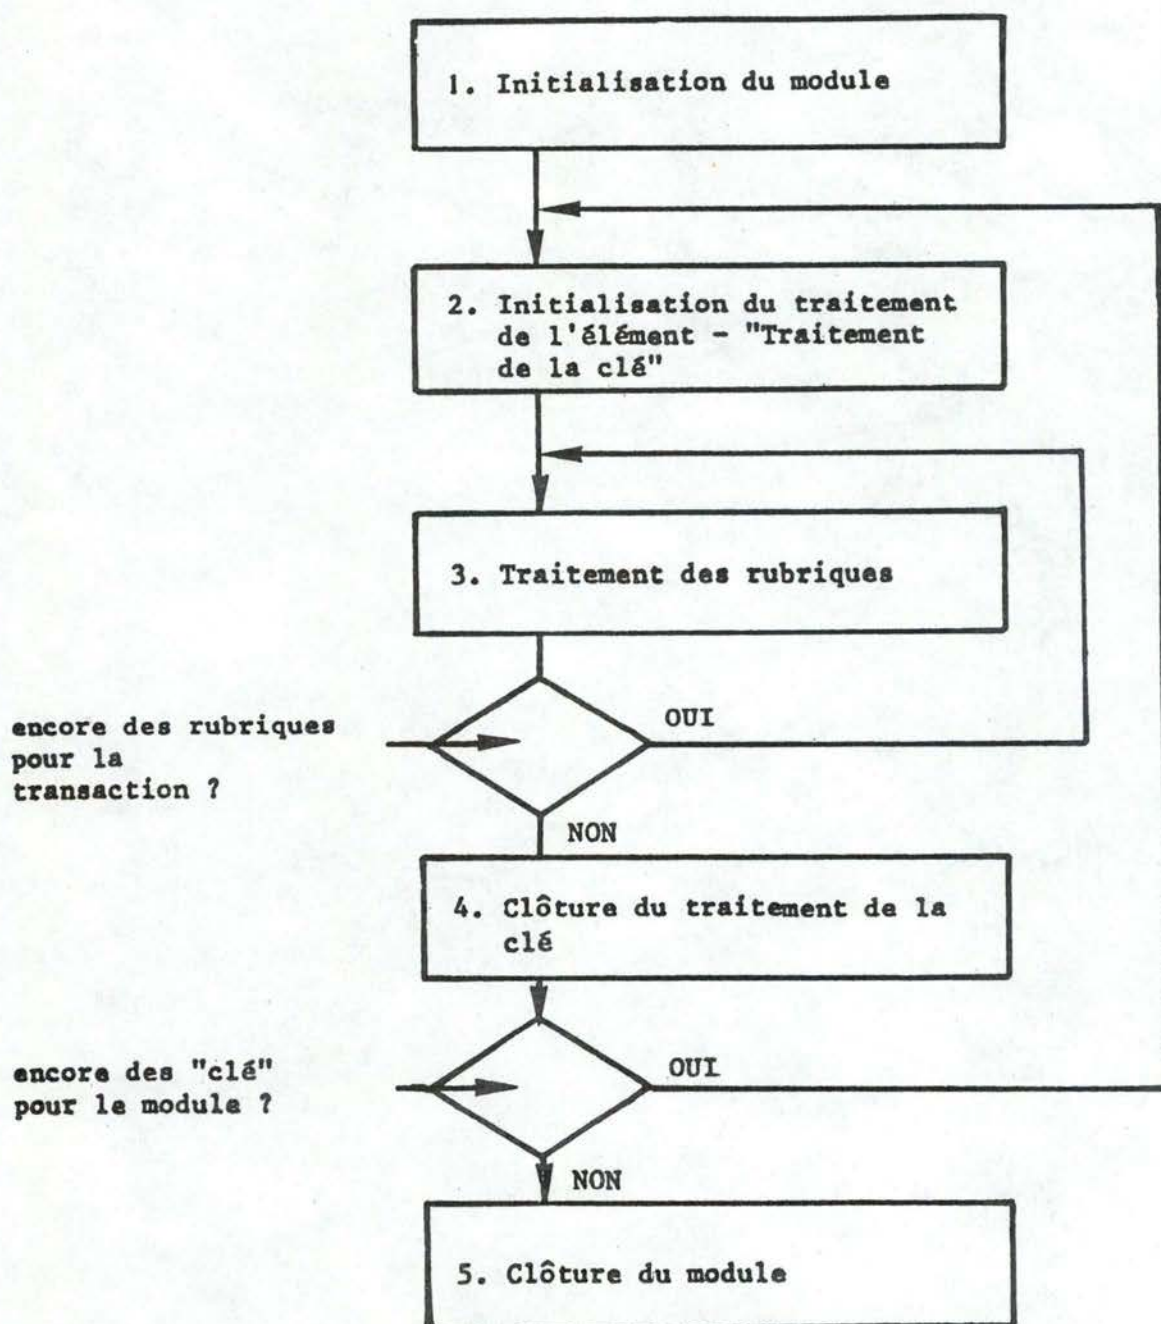 1. Initialisation du module
2. Initialisation du traitement
de l'élément - "Traitement
de la clé"
3. Traitement des rubriques
encore des rubriques
pour la
transaction ?
OUI
NON
4. Clôture du traitement de la
clé
encore des "clé"
pour le module ?
OUI
NON
5. Clôture du module